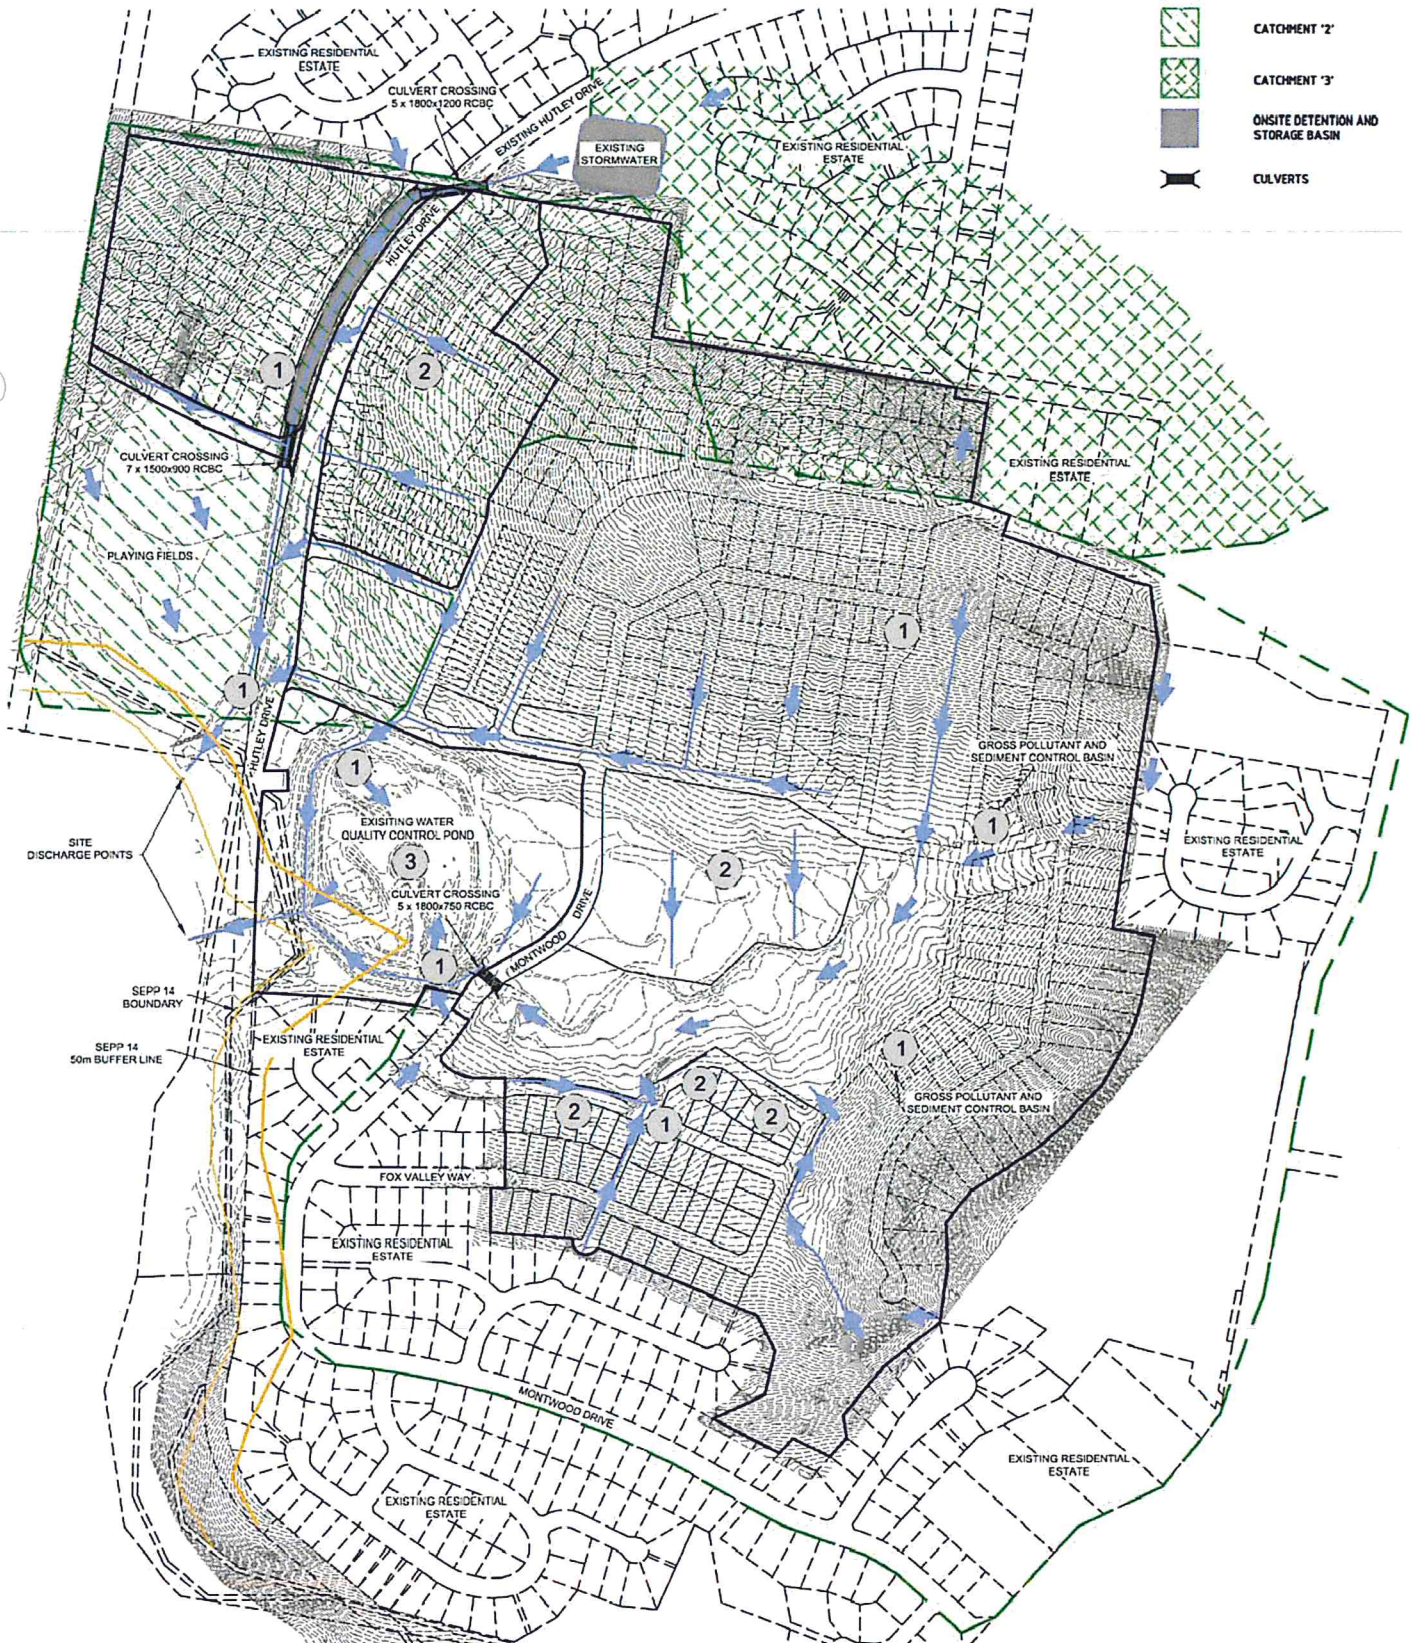 CATCHMENT '2'
CATCHMENT '3'
ONSITE DETENTION AND
STORAGE BASIN
CULVERTS
EXISTING RESIDENTIAL
ESTATE
CULVERT CROSSING
5 x 1800x1200 RCBC
EXISTING HUTLEY DRIVE
EXISTING
STORMWATER
EXISTING RESIDENTIAL
ESTATE
HUTLEY DRIVE
1
2
CULVERT CROSSING
7 x 1500x900 RCBC
EXISTING RESIDENTIAL
ESTATE
PLAYING FIELDS
1
1
HUTLEY DRIVE
GROSS POLLUTANT AND
SEDIMENT CONTROL BASIN
1
1
EXISITING WATER
QUALITY CONTROL POND
3
2
EXISTING RESIDENTIAL
ESTATE
SITE
DISCHARGE POINTS
CULVERT CROSSING
5 x 1800x750 RCBC
MONTWOOD DRIVE
1
SEPP 14
BOUNDARY
SEPP 14
50m BUFFER LINE
EXISTING RESIDENTIAL
ESTATE
1
GROSS POLLUTANT AND
SEDIMENT CONTROL BASIN
2
2
2
1
FOX VALLEY WAY
EXISTING RESIDENTIAL
ESTATE
MONTWOOD DRIVE
EXISTING RESIDENTIAL
ESTATE
EXISTING RESIDENTIAL
ESTATE